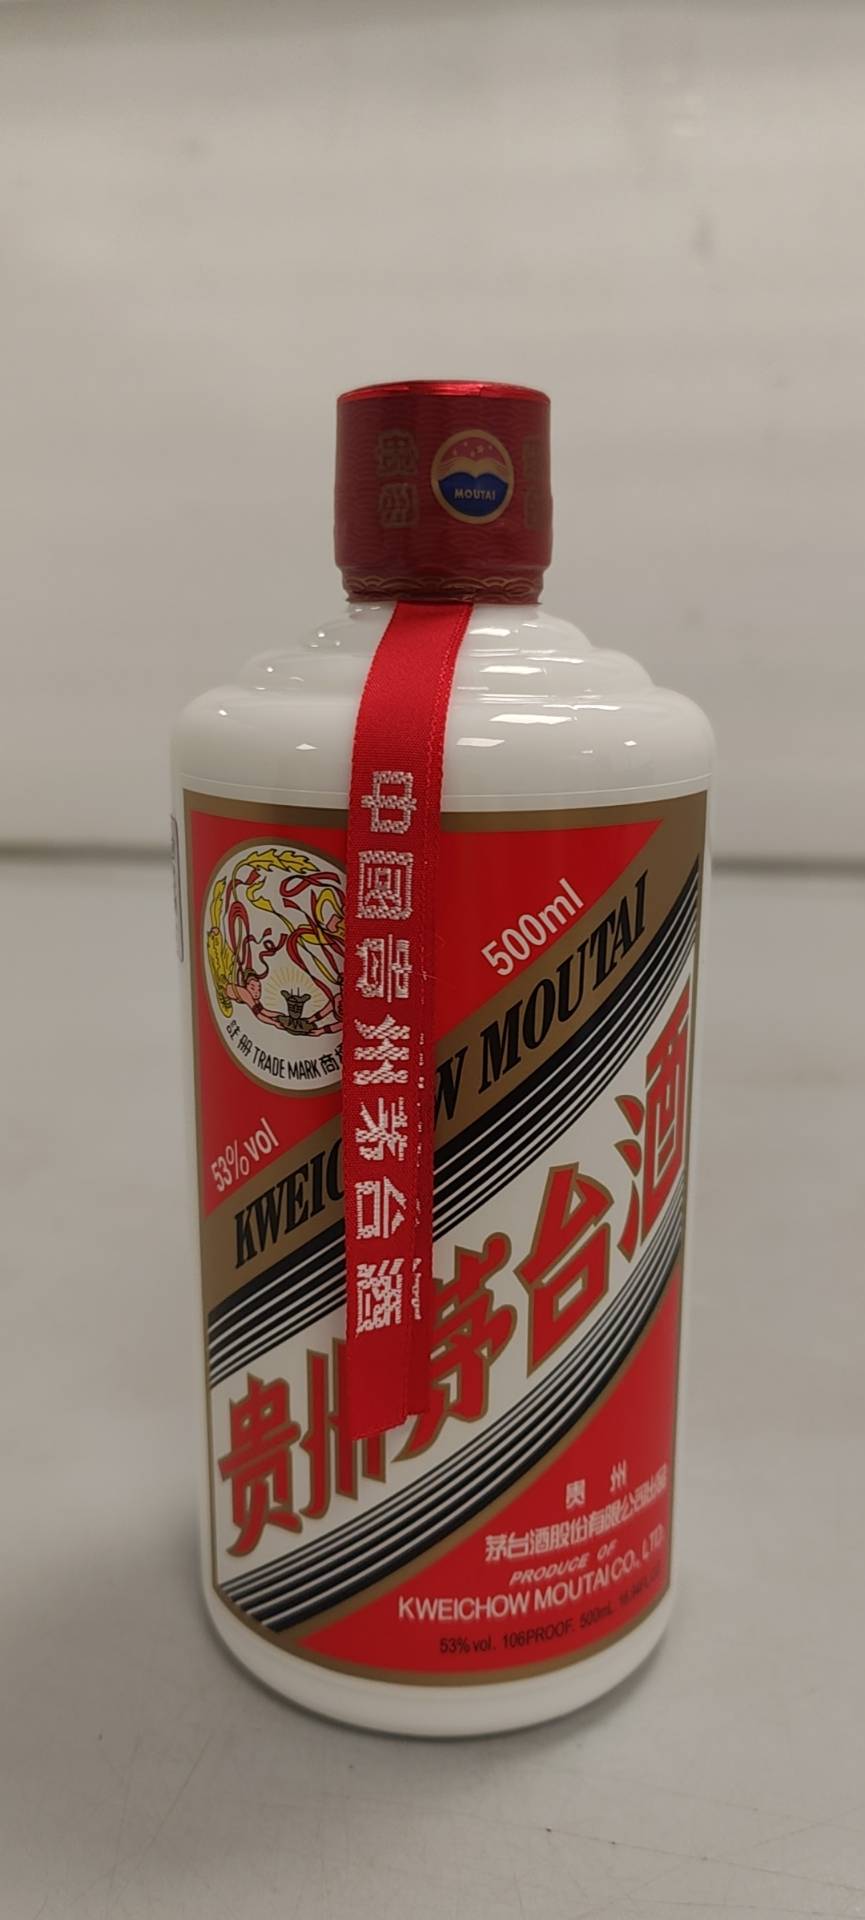 贵州
MOUTAI
中国贵州茅台酒
500ml
注册 TRADE MARK 商
53%vol
KWEICHOW MOUTAI
贵州茅台酒
贵 州
茅台酒股份有限公司出品
PRODUCE OF
KWEICHOW MOUTAI CO., LTD.
53% vol. 106PROOF. 500mL